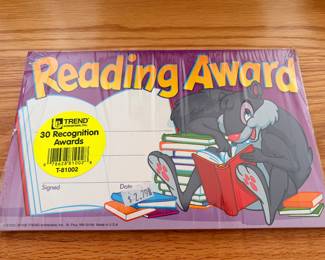 Reading Award
TREND
30 Recognition
Awards
T-81002
Signed
Date
$2.79